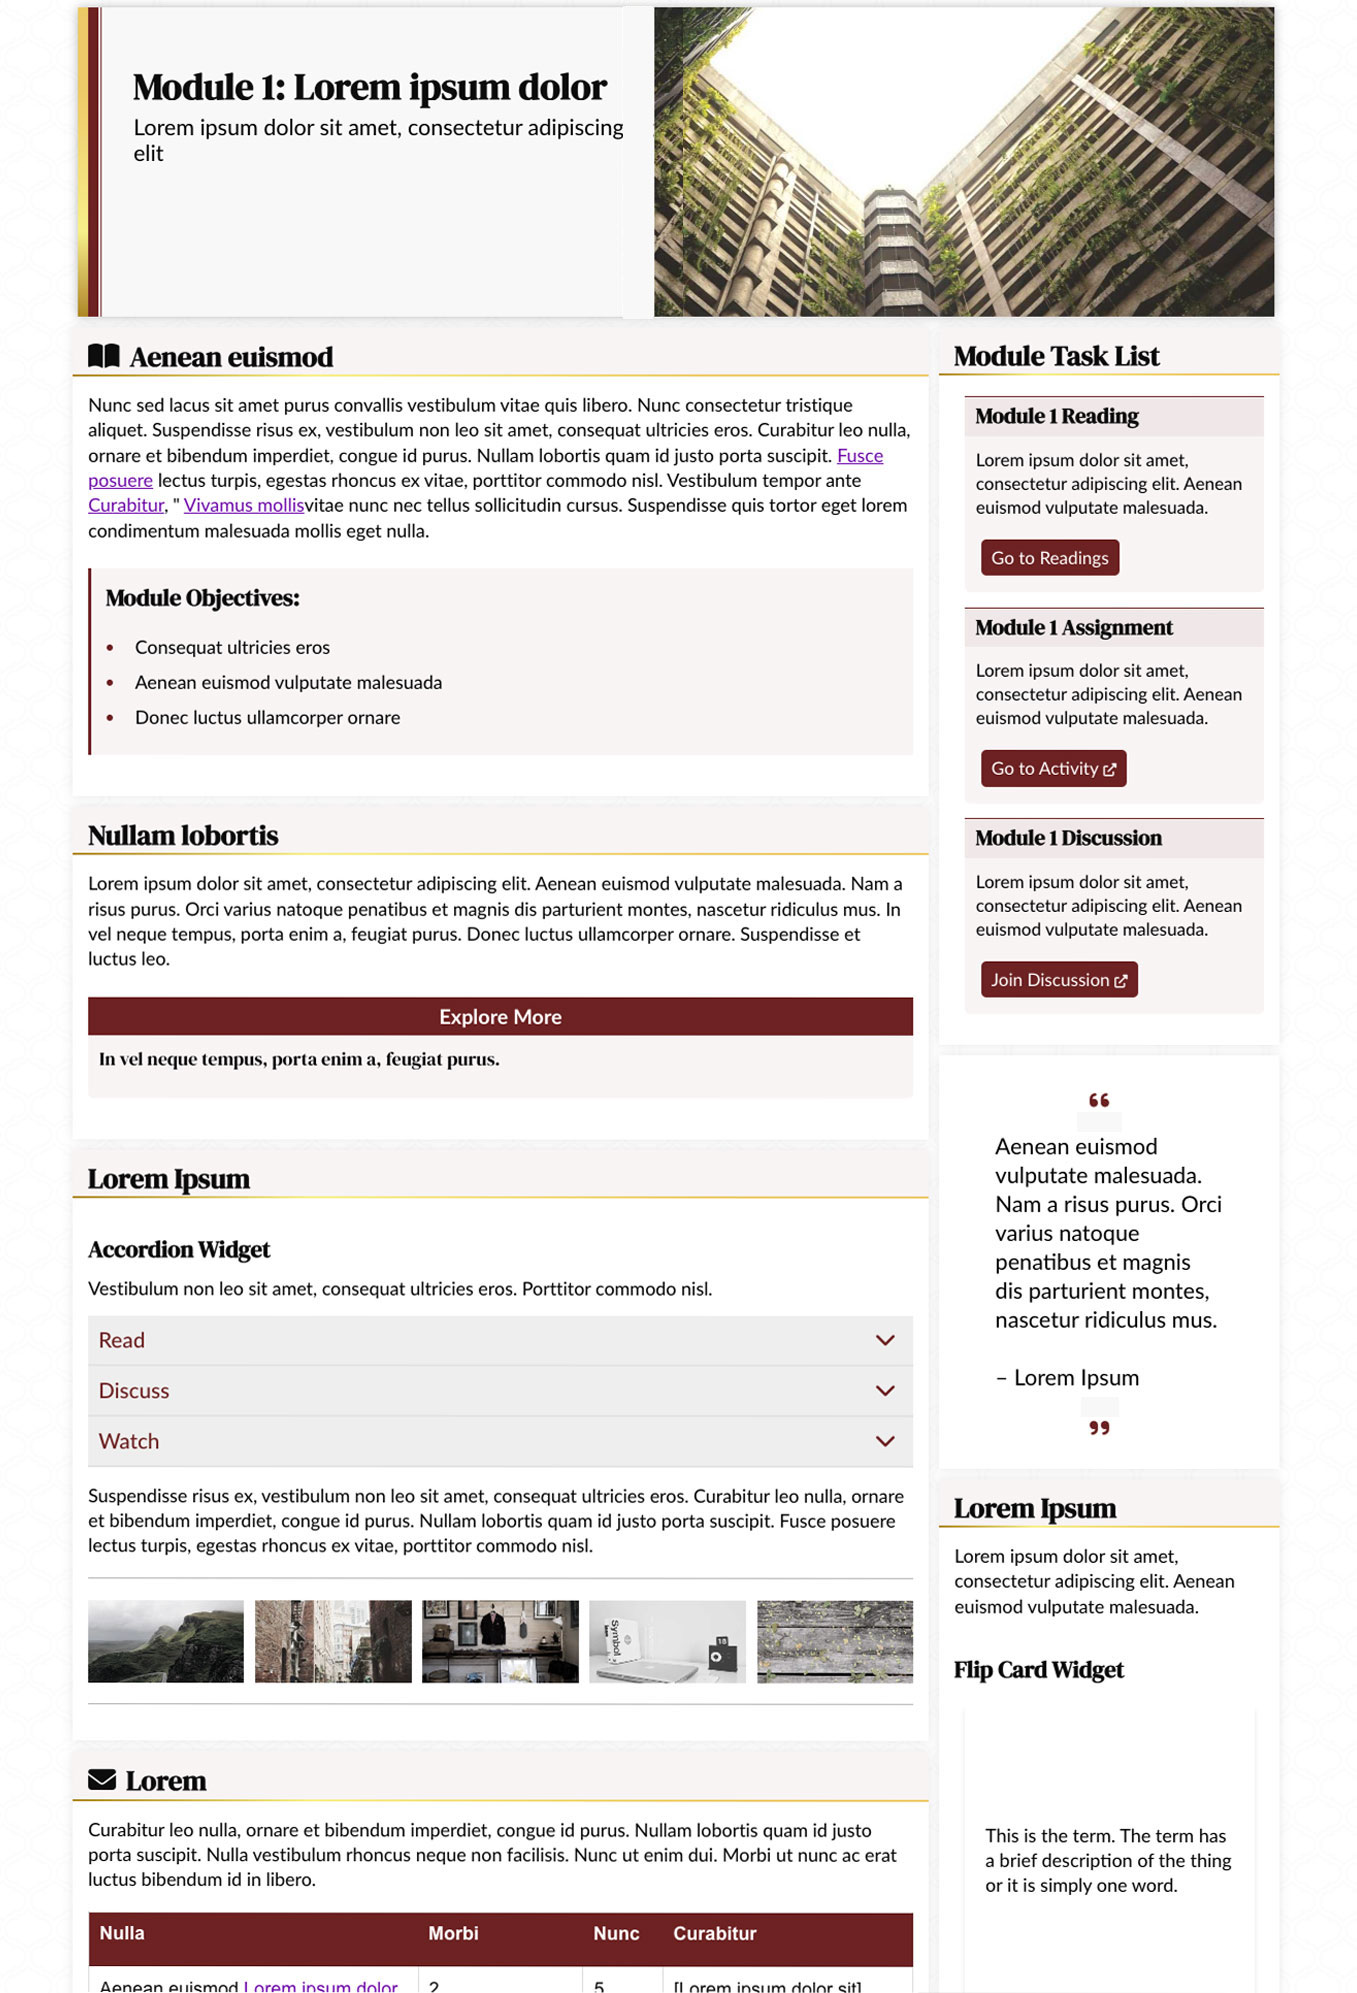 Module 1: Lorem ipsum dolor
Lorem ipsum dolor sit amet, consectetur adipiscing
elit
Aenean euismod
Nunc sed lacus sit amet purus convallis vestibulum vitae quis libero. Nunc consectetur tristique
aliquet. Suspendisse risus ex, vestibulum non leo sit amet, consequat ultricies eros. Curabitur leo nulla,
ornare et bibendum imperdiet, congue id purus. Nullam lobortis quam id justo porta suscipit. Fusce
posuere lectus turpis, egestas rhoncus ex vitae, porttitor commodo nisl. Vestibulum tempor ante
Curabitur, " Vivamus mollisvitae nunc nec tellus sollicitudin cursus. Suspendisse quis tortor eget lorem
condimentum malesuada mollis eget nulla.
Module Objectives:
• Consequat ultricies eros
• Aenean euismod vulputate malesuada
• Donec luctus ullamcorper ornare
Nullam lobortis
Lorem ipsum dolor sit amet, consectetur adipiscing elit. Aenean euismod vulputate malesuada. Nam a
risus purus. Orci varius natoque penatibus et magnis dis parturient montes, nascetur ridiculus mus. In
vel neque tempus, porta enim a, feugiat purus. Donec luctus ullamcorper ornare. Suspendisse et
luctus leo.
Explore More
In vel neque tempus, porta enim a, feugiat purus.
Lorem Ipsum
Accordion Widget
Vestibulum non leo sit amet, consequat ultricies eros. Porttitor commodo nisl.
Read
Discuss
Watch
Suspendisse risus ex, vestibulum non leo sit amet, consequat ultricies eros. Curabitur leo nulla, ornare
et bibendum imperdiet, congue id purus. Nullam lobortis quam id justo porta suscipit. Fusce posuere
lectus turpis, egestas rhoncus ex vitae, porttitor commodo nisl.
Symbol
18
Lorem
Curabitur leo nulla, ornare et bibendum imperdiet, congue id purus. Nullam lobortis quam id justo
porta suscipit. Nulla vestibulum rhoncus neque non facilisis. Nunc ut enim dui. Morbi ut nunc ac erat
luctus bibendum id in libero.
Nulla Morbi Nunc Curabitur
Aenean euismod Lorem ipsum dolor 2 5 [Lorem ipsum dolor sit]
Module Task List
Module 1 Reading
Lorem ipsum dolor sit amet,
consectetur adipiscing elit. Aenean
euismod vulputate malesuada.
Go to Readings
Module 1 Assignment
Lorem ipsum dolor sit amet,
consectetur adipiscing elit. Aenean
euismod vulputate malesuada.
Go to Activity
Module 1 Discussion
Lorem ipsum dolor sit amet,
consectetur adipiscing elit. Aenean
euismod vulputate malesuada.
Join Discussion
“
Aenean euismod
vulputate malesuada.
Nam a risus purus. Orci
varius natoque
penatibus et magnis
dis parturient montes,
nascetur ridiculus mus.
– Lorem Ipsum
”
Lorem Ipsum
Lorem ipsum dolor sit amet,
consectetur adipiscing elit. Aenean
euismod vulputate malesuada.
Flip Card Widget
This is the term. The term has
a brief description of the thing
or it is simply one word.